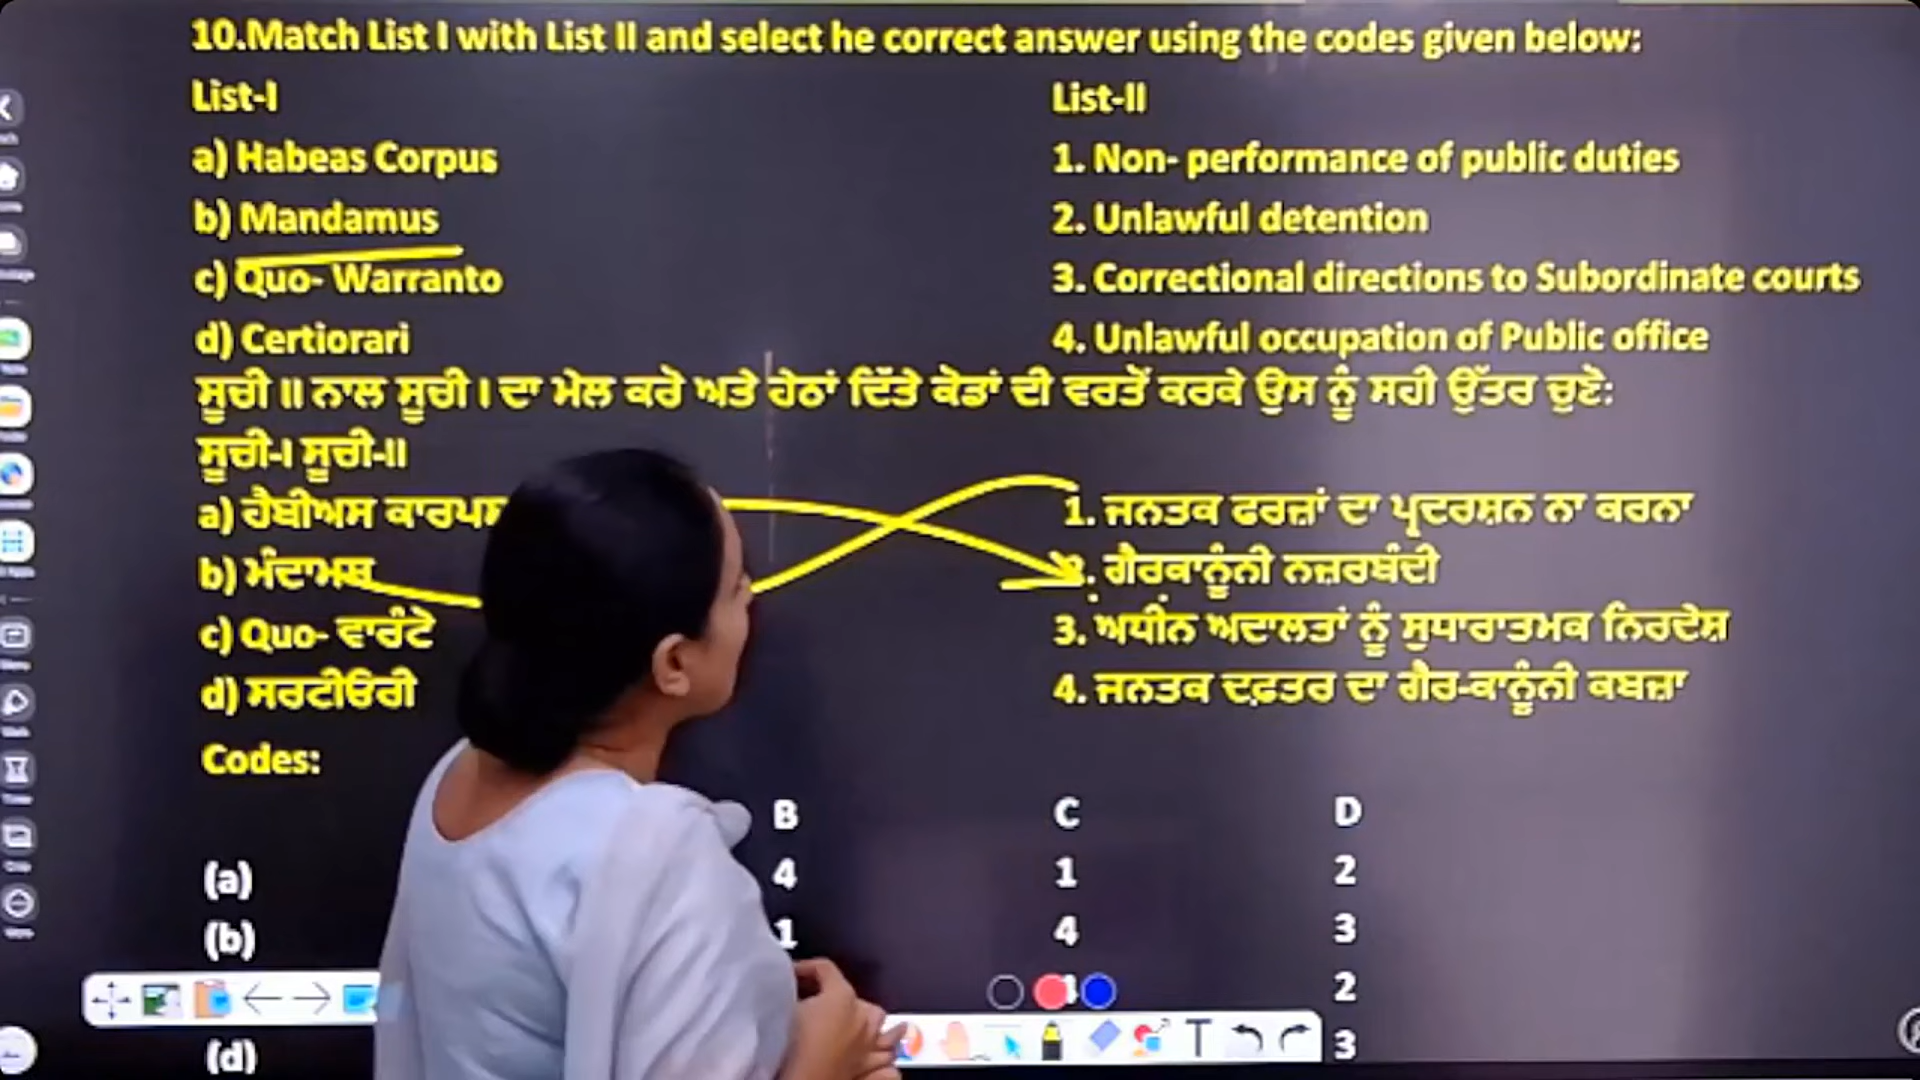 10.Match List I with List II and select he correct answer using the codes given below:
List-I List-II
a) Habeas Corpus 1. Non- performance of public duties
b) Mandamus 2. Unlawful detention
c) Quo- Warranto 3. Correctional directions to Subordinate courts
d) Certiorari 4. Unlawful occupation of Public office
ਸੂਚੀ II ਨਾਲ ਸੂਚੀ I ਦਾ ਮੇਲ ਕਰੋ ਅਤੇ ਹੇਠਾਂ ਦਿੱਤੇ ਕੋਡਾਂ ਦੀ ਵਰਤੋਂ ਕਰਕੇ ਉਸ ਨੂੰ ਸਹੀ ਉੱਤਰ ਚੁਣੋ:
ਸੂਚੀ-I ਸੂਚੀ-II
a) ਹੈਬੀਅਸ ਕਾਰਪਸ 1. ਜਨਤਕ ਫਰਜ਼ਾਂ ਦਾ ਪ੍ਰਦਰਸ਼ਨ ਨਾ ਕਰਨਾ
b) ਮੰਦਾਮਸ 2. ਗੈਰਕਾਨੂੰਨੀ ਨਜ਼ਰਬੰਦੀ
c) Quo- ਵਾਰੰਟੋ 3. ਅਧੀਨ ਅਦਾਲਤਾਂ ਨੂੰ ਸੁਧਾਰਾਤਮਕ ਨਿਰਦੇਸ਼
d) ਸਰਟੀਓਰੀ 4. ਜਨਤਕ ਦਫ਼ਤਰ ਦਾ ਗੈਰ-ਕਾਨੂੰਨੀ ਕਬਜ਼ਾ
Codes:
B C D
(a) 4 1 2
(b) 1 4 3
2
(d) 3